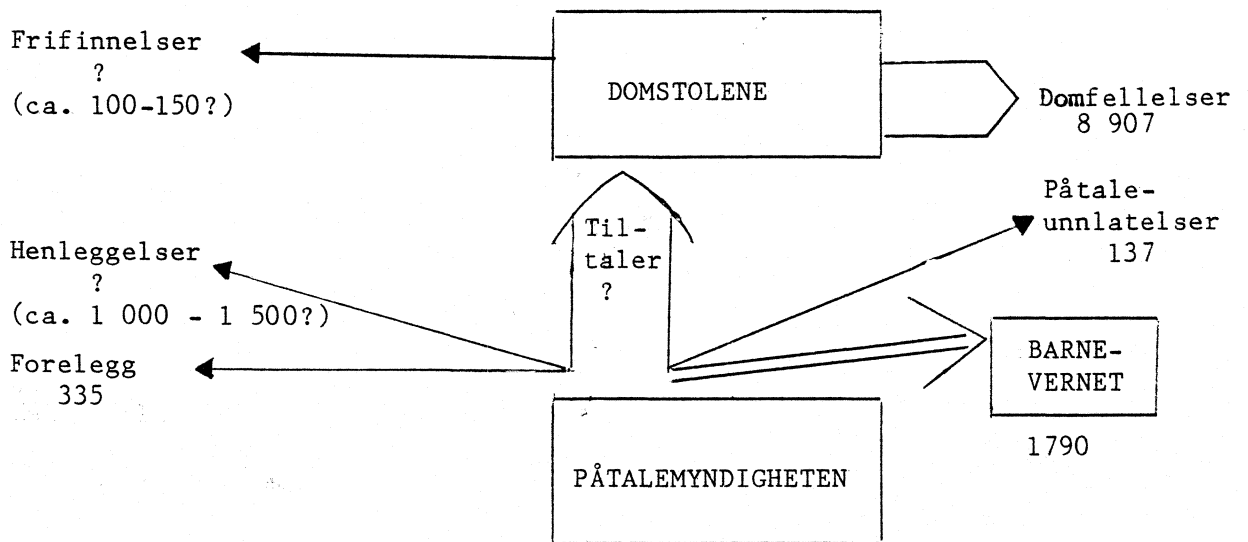 Frifinnelser
?
(ca. 100-150?)
DOMSTOLENE
Domfellelser
8 907
Påtale-
unnlatelser
137
Til-
taler
?
Henleggelser
?
(ca. 1 000 - 1 500?)
Forelegg
335
BARNE-
VERNET
1790
PÅTALEMYNDIGHETEN